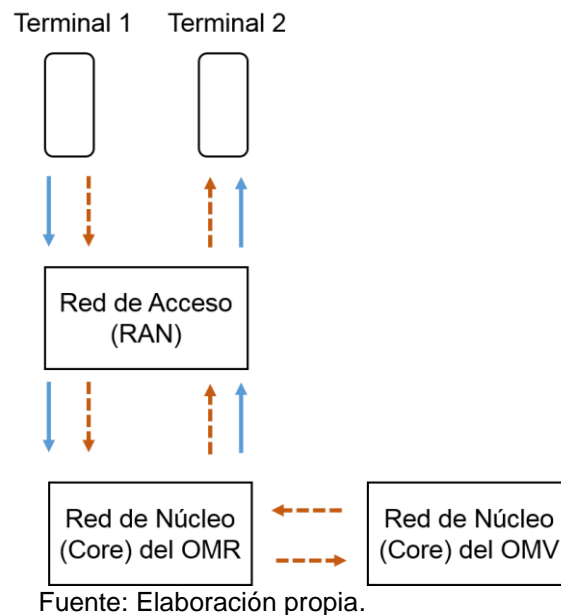 Terminal 1
Terminal 2
Red de Acceso
(RAN)
Red de Núcleo
(Core) del OMR
Red de Núcleo
(Core) del OMV
Fuente: Elaboración propia.